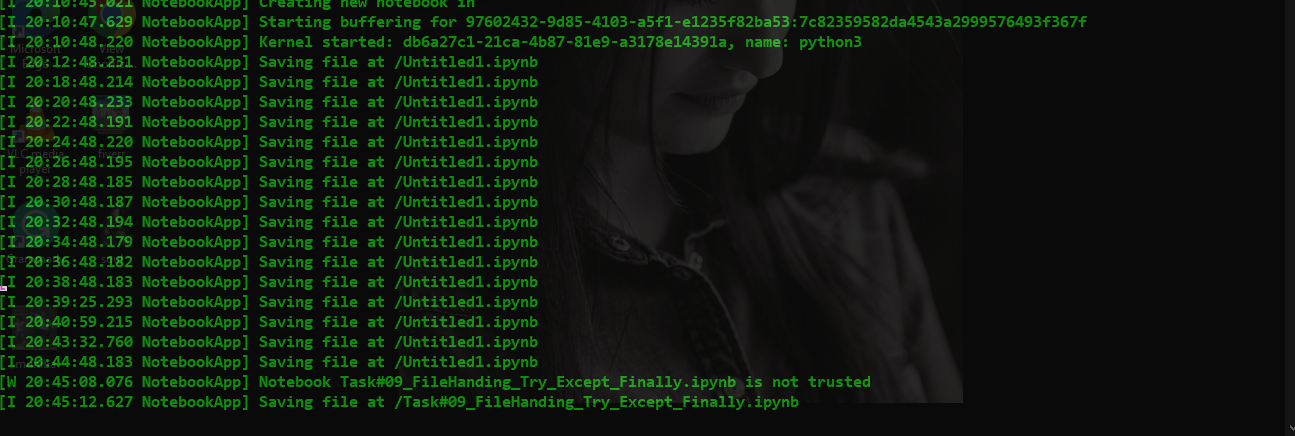 [I 20:10:45.021 NotebookApp] Creating new notebook in
[I 20:10:47.629 NotebookApp] Starting buffering for 97602432-9d85-4103-a5f1-e1235f82ba53:7c82359582da4543a2999576493f367f
[I 20:10:48.220 NotebookApp] Kernel started: db6a27c1-21ca-4b87-81e9-a3178e14391a, name: python3
[I 20:12:48.231 NotebookApp] Saving file at /Untitled1.ipynb
[I 20:18:48.214 NotebookApp] Saving file at /Untitled1.ipynb
[I 20:20:48.233 NotebookApp] Saving file at /Untitled1.ipynb
[I 20:22:48.191 NotebookApp] Saving file at /Untitled1.ipynb
[I 20:24:48.220 NotebookApp] Saving file at /Untitled1.ipynb
[I 20:26:48.195 NotebookApp] Saving file at /Untitled1.ipynb
[I 20:28:48.185 NotebookApp] Saving file at /Untitled1.ipynb
[I 20:30:48.187 NotebookApp] Saving file at /Untitled1.ipynb
[I 20:32:48.194 NotebookApp] Saving file at /Untitled1.ipynb
[I 20:34:48.179 NotebookApp] Saving file at /Untitled1.ipynb
[I 20:36:48.182 NotebookApp] Saving file at /Untitled1.ipynb
[I 20:38:48.183 NotebookApp] Saving file at /Untitled1.ipynb
[I 20:39:25.293 NotebookApp] Saving file at /Untitled1.ipynb
[I 20:40:59.215 NotebookApp] Saving file at /Untitled1.ipynb
[I 20:43:32.760 NotebookApp] Saving file at /Untitled1.ipynb
[I 20:44:48.183 NotebookApp] Saving file at /Untitled1.ipynb
[W 20:45:08.076 NotebookApp] Notebook Task#09_FileHanding_Try_Except_Finally.ipynb is not trusted
[I 20:45:12.627 NotebookApp] Saving file at /Task#09_FileHanding_Try_Except_Finally.ipynb
Microsoft
View
VLC media
player
fiverr